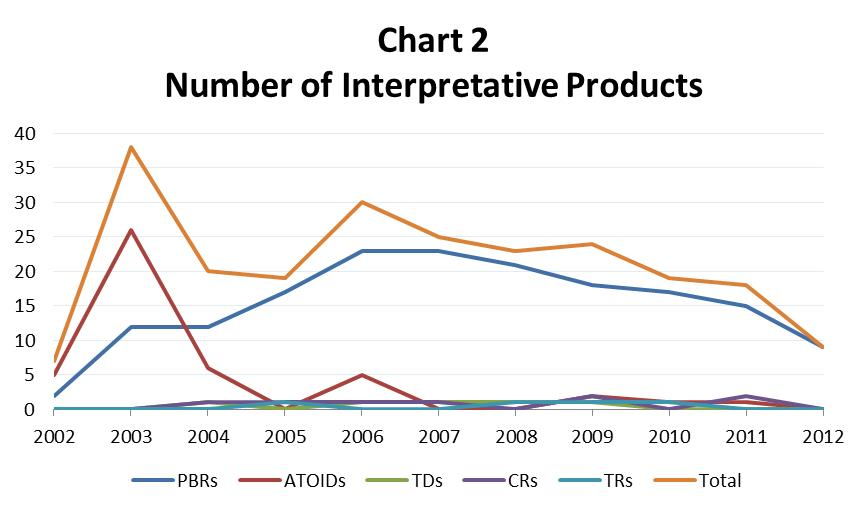 Chart 2
Number of Interpretative Products
40
35
30
25
20
15
10
5
0
2002 2003 2004 2005 2006 2007 2008 2009 2010 2011 2012
PBRs ATOIDs TDs CRs TRs Total